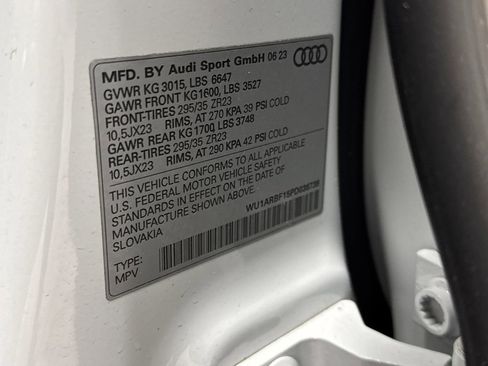 MFD. BY Audi Sport GmbH 06 23
GVWR KG 3015, LBS 6647
GAWR FRONT KG1600, LBS 3527
FRONT-TIRES 295/35 ZR23
10,5JX23 RIMS, AT 270 KPA 39 PSI COLD
GAWR REAR KG1700, LBS 3748
REAR-TIRES 295/35 ZR23
10,5JX23 RIMS, AT 290 KPA 42 PSI COLD
THIS VEHICLE CONFORMS TO ALL APPLICABLE
U.S. FEDERAL MOTOR VEHICLE SAFETY
STANDARDS IN EFFECT ON THE DATE OF
MANUFACTURE SHOWN ABOVE.
SLOVAKIA
TYPE:
MPV